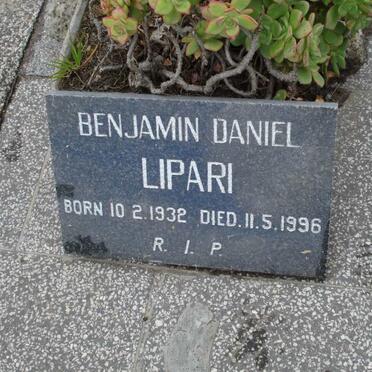 BENJAMIN DANIEL
LIPARI
BORN 10 2.1932 DIED.11.5.1996
R. I. P.